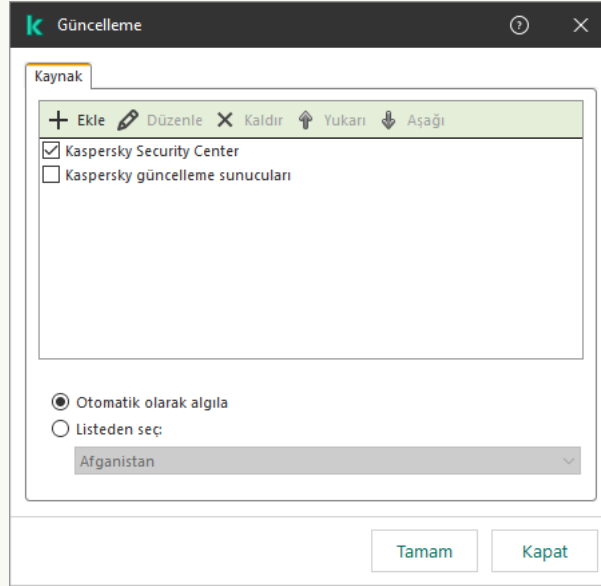 Güncelleme
Kaynak
Ekle Düzenle Kaldır Yukarı Aşağı
Kaspersky Security Center
Kaspersky güncelleme sunucuları
Otomatik olarak algıla
Listeden seç:
Afganistan
Tamam Kapat